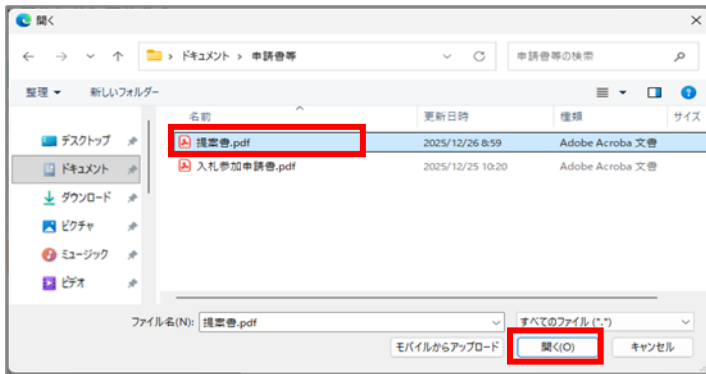 開く
ドキュメント › 申請書等
申請書等の検索
整理
新しいフォルダー
名前 更新日時 種類 サイズ
デスクトップ
提案書.pdf 2025/12/26 8:59 Adobe Acroba 文書
ドキュメント
入札参加申請書.pdf 2025/12/25 10:20 Adobe Acroba 文書
ダウンロード
ピクチャ
ミュージック
ビデオ
ファイル名(N): 提案書.pdf すべてのファイル (*.*)
モバイルからアップロード 開く(O) キャンセル